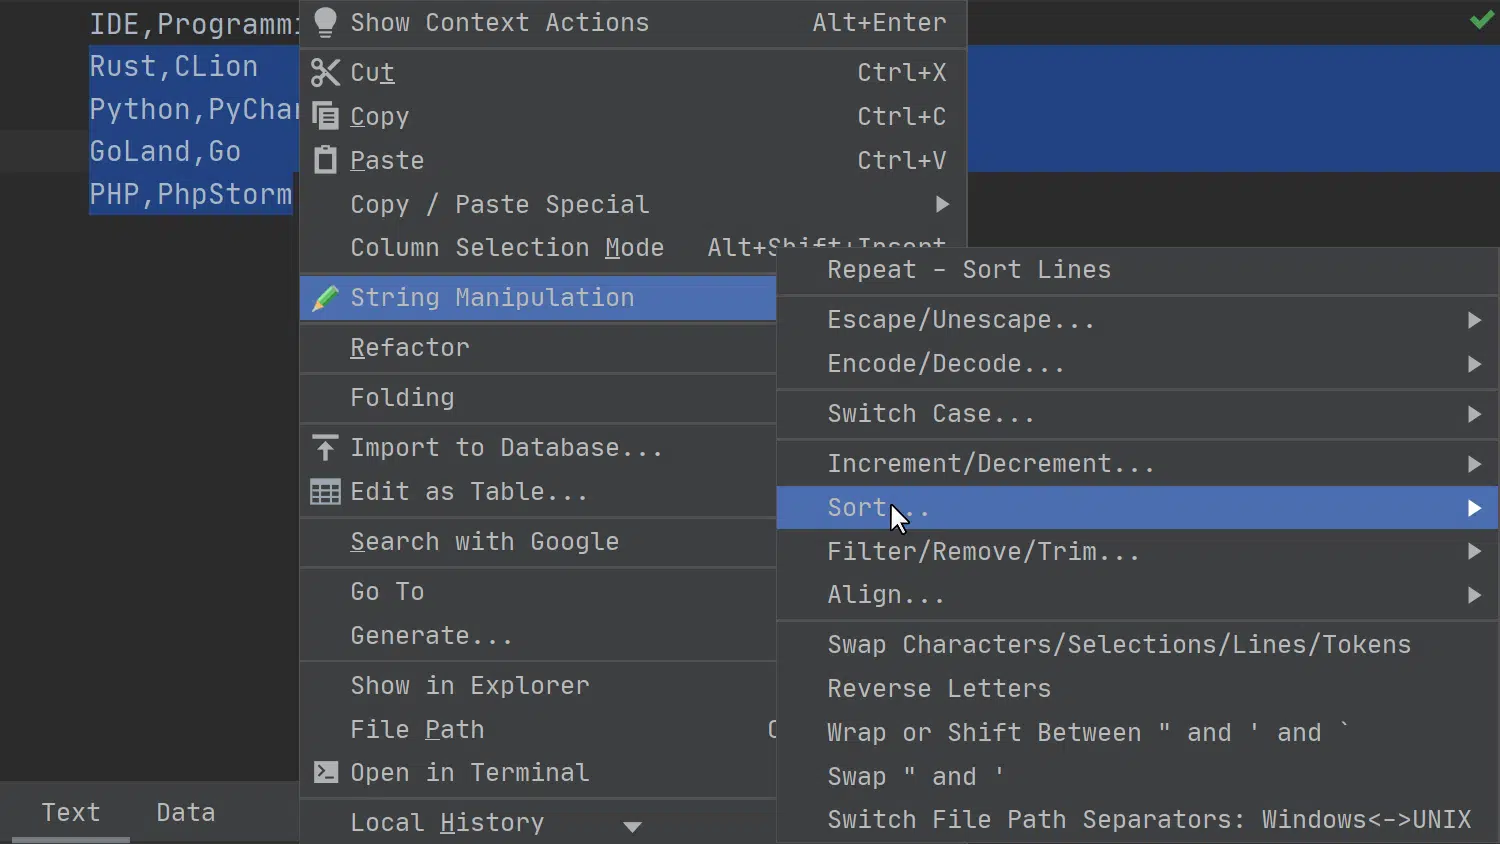 IDE,Programmi
Rust,CLion
Python,PyChar
GoLand,Go
PHP,PhpStorm
Show Context Actions Alt+Enter
Cut Ctrl+X
Copy Ctrl+C
Paste Ctrl+V
Copy / Paste Special
Column Selection Mode Alt+Shift+Insert
String Manipulation
Refactor
Folding
Import to Database...
Edit as Table...
Search with Google
Go To
Generate...
Show in Explorer
File Path
Open in Terminal
Local History
Repeat - Sort Lines
Escape/Unescape...
Encode/Decode...
Switch Case...
Increment/Decrement...
Sort...
Filter/Remove/Trim...
Align...
Swap Characters/Selections/Lines/Tokens
Reverse Letters
Wrap or Shift Between " and ' and `
Swap " and '
Switch File Path Separators: Windows<->UNIX
Text Data